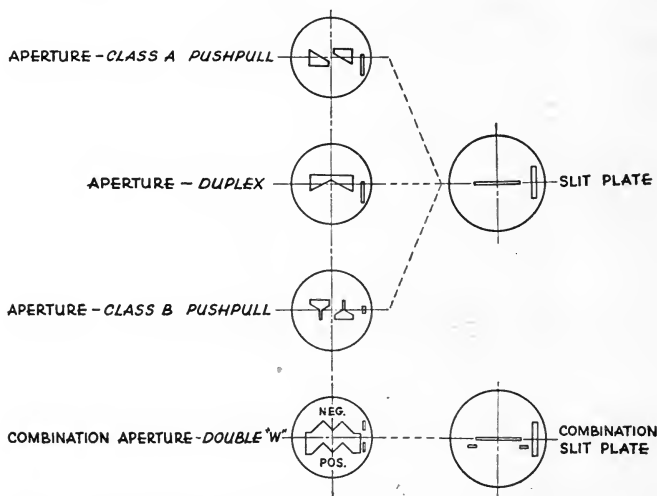 APERTURE - CLASS A PUSHPULL
APERTURE - DUPLEX
SLIT PLATE
APERTURE - CLASS B PUSHPULL
NEG.
COMBINATION APERTURE - DOUBLE "W"
POS.
COMBINATION
SLIT PLATE